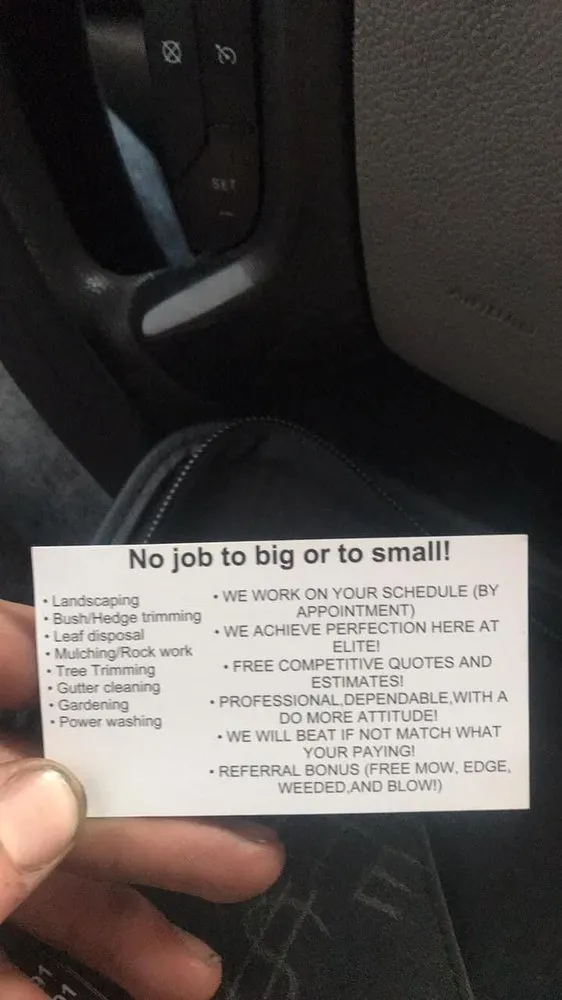 SET
AIRBAG
No job to big or to small!
• Landscaping
• Bush/Hedge trimming
• Leaf disposal
• Mulching/Rock work
• Tree Trimming
• Gutter cleaning
• Gardening
• Power washing
• WE WORK ON YOUR SCHEDULE (BY
APPOINTMENT)
• WE ACHIEVE PERFECTION HERE AT
ELITE!
• FREE COMPETITIVE QUOTES AND
ESTIMATES!
• PROFESSIONAL,DEPENDABLE,WITH A
DO MORE ATTITUDE!
• WE WILL BEAT IF NOT MATCH WHAT
YOUR PAYING!
• REFERRAL BONUS (FREE MOW, EDGE,
WEEDED,AND BLOW!)